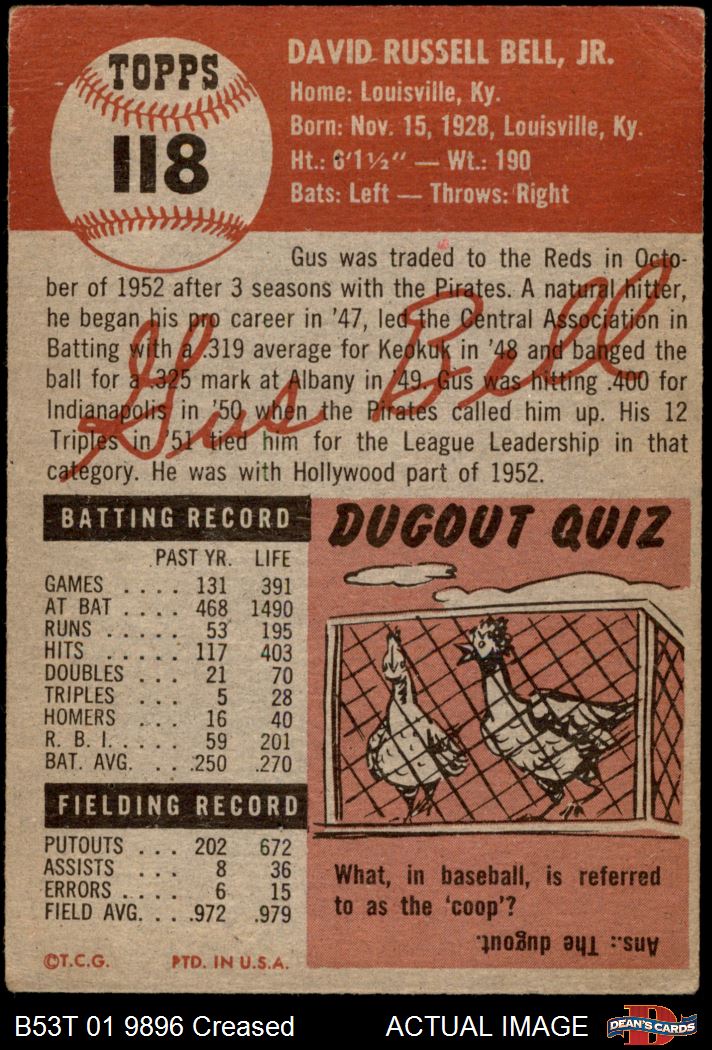 TOPPS
118
DAVID RUSSELL BELL, JR.
Home: Louisville, Ky.
Born: Nov. 15, 1928, Louisville, Ky.
Ht.: 6'1½" — Wt.: 190
Bats: Left — Throws: Right
Gus was traded to the Reds in Octo-
ber of 1952 after 3 seasons with the Pirates. A natural hitter,
he began his pro career in '47, led the Central Association in
Batting with a .319 average for Keokuk in '48 and banged the
ball for a .325 mark at Albany in '49. Gus was hitting .400 for
Indianapolis in '50 when the Pirates called him up. His 12
Triples in '51 tied him for the League Leadership in that
category. He was with Hollywood part of 1952.
Gus Bell
BATTING RECORD
PAST YR. LIFE
GAMES .... 131 391
AT BAT .... 468 1490
RUNS ..... 53 195
HITS ..... 117 403
DOUBLES ... 21 70
TRIPLES ... 5 28
HOMERS ... 16 40
R. B. I. .... 59 201
BAT. AVG. ... .250 .270
FIELDING RECORD
PUTOUTS ... 202 672
ASSISTS ... 8 36
ERRORS .... 6 15
FIELD AVG. ... .972 .979
©T.C.G. PTD. IN U.S.A.
DUGOUT QUIZ
What, in baseball, is referred
to as the 'coop'?
Ans.: The dugout.
B53T 01 9896 Creased ACTUAL IMAGE
D
DEAN'S CARDS